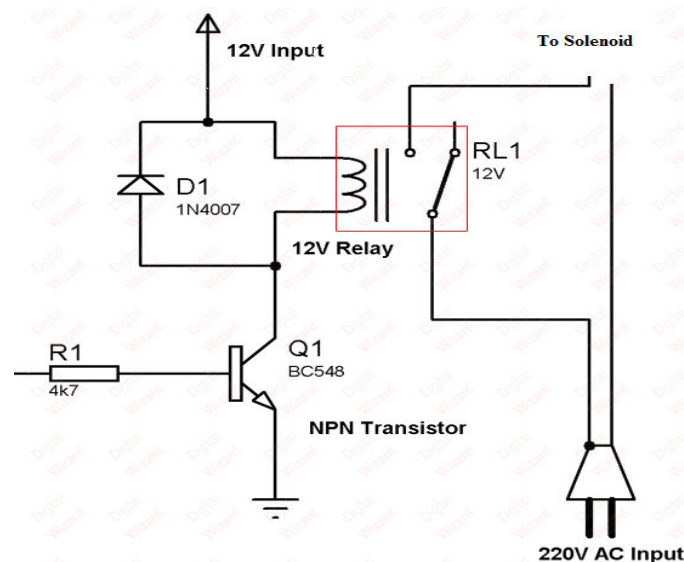 To Solenoid
12V Input
D1
1N4007
RL1
12V
12V Relay
R1
4k7
Q1
BC548
NPN Transistor
220V AC Input